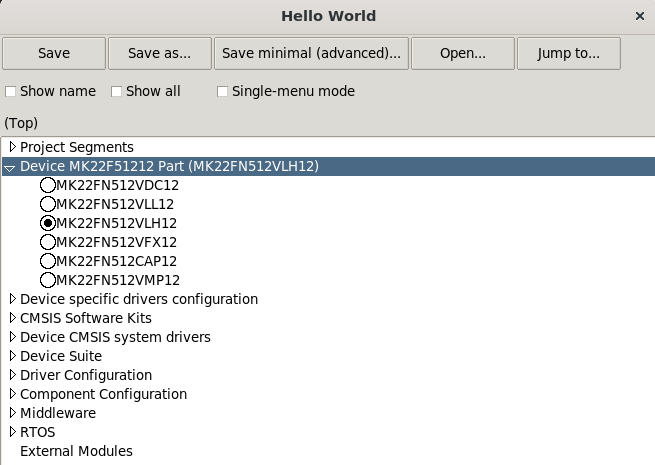 Hello World
Save Save as... Save minimal (advanced)... Open... Jump to...
Show name Show all Single-menu mode
(Top)
Project Segments
Device MK22F51212 Part (MK22FN512VLH12)
MK22FN512VDC12
MK22FN512VLL12
MK22FN512VLH12
MK22FN512VFX12
MK22FN512CAP12
MK22FN512VMP12
Device specific drivers configuration
CMSIS Software Kits
Device CMSIS system drivers
Device Suite
Driver Configuration
Component Configuration
Middleware
RTOS
External Modules